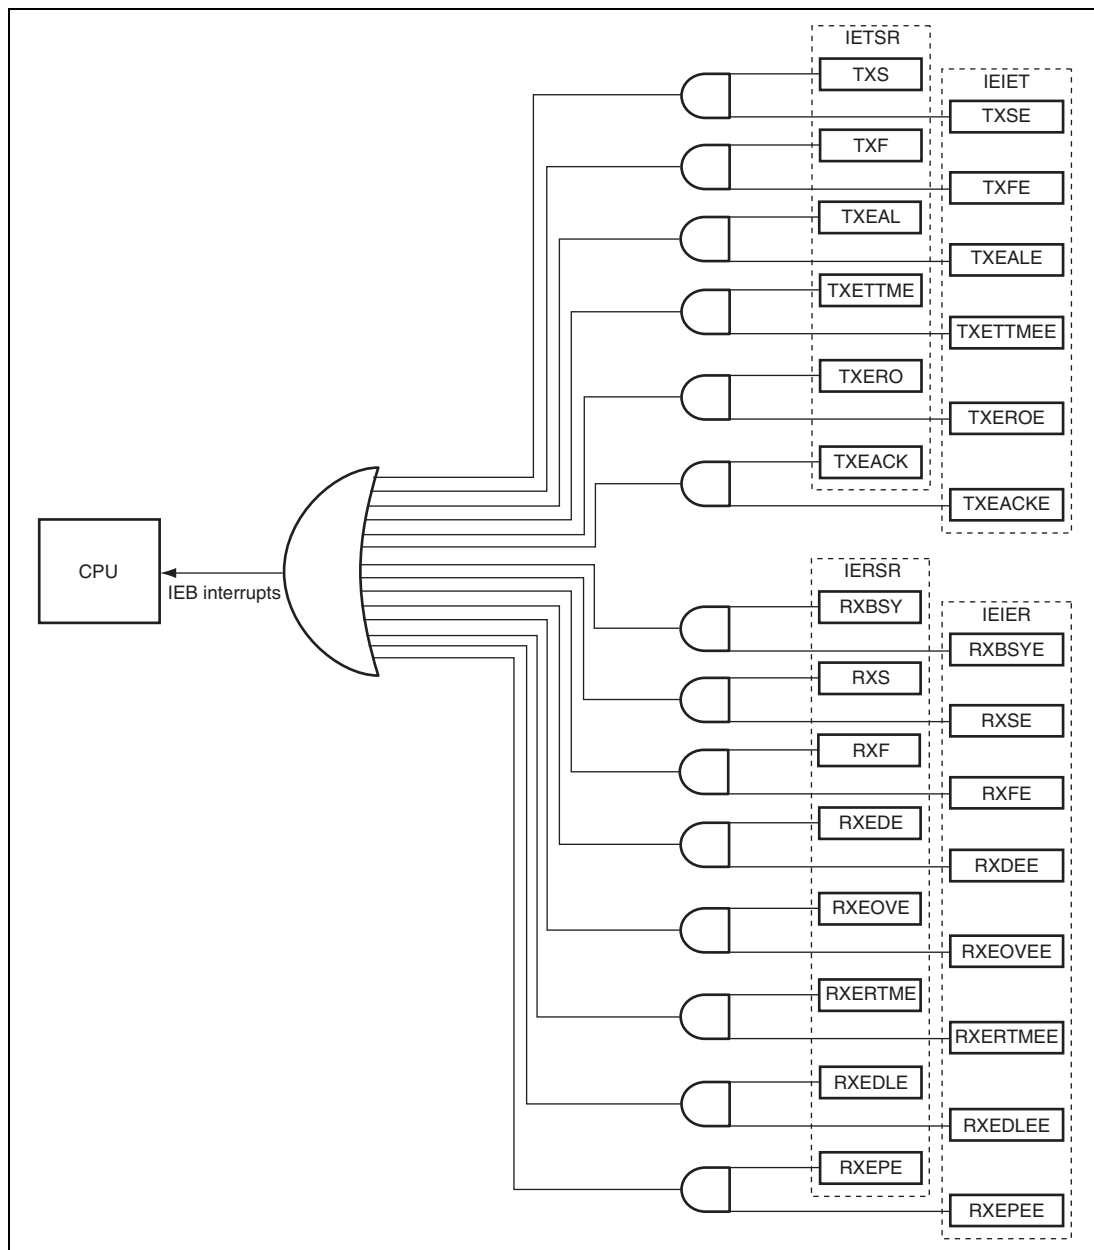 IETSR
TXS
IEIET
TXSE
TXF
TXFE
TXEAL
TXEALE
TXETTME
TXETTMEE
TXERO
TXEROE
TXEACK
TXEACKE
CPU
IEB interrupts
IERSR
RXBSY
IEIER
RXBSYE
RXS
RXSE
RXF
RXFE
RXEDE
RXDEE
RXEOVE
RXEOVEE
RXERTME
RXERTMEE
RXEDLE
RXEDLEE
RXEPE
RXEPEE